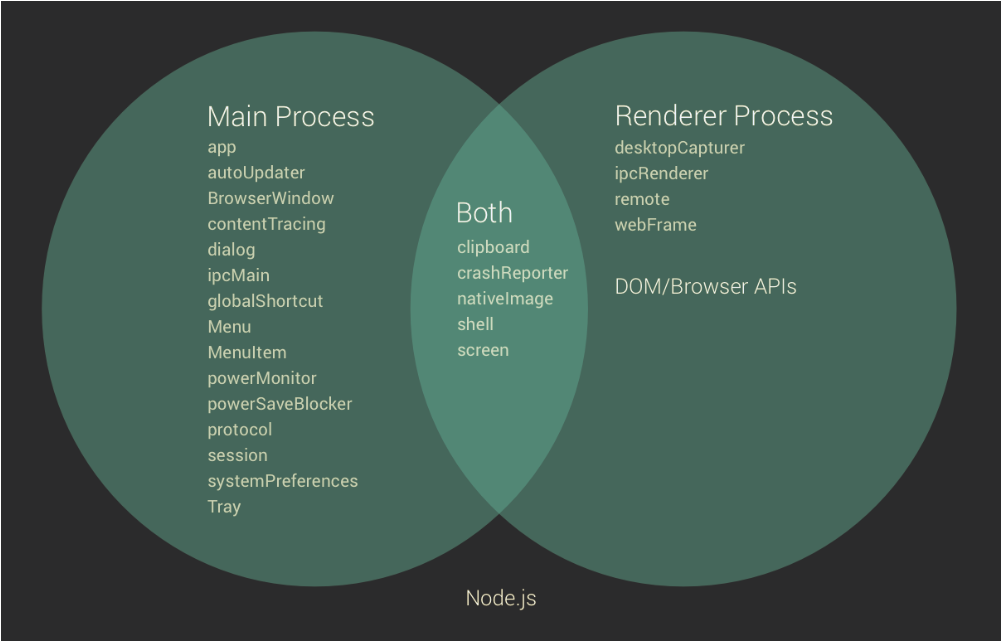 Main Process
app
autoUpdater
BrowserWindow
contentTracing
dialog
ipcMain
globalShortcut
Menu
MenuItem
powerMonitor
powerSaveBlocker
protocol
session
systemPreferences
Tray
Both
clipboard
crashReporter
nativeImage
shell
screen
Renderer Process
desktopCapturer
ipcRenderer
remote
webFrame
DOM/Browser APIs
Node.js